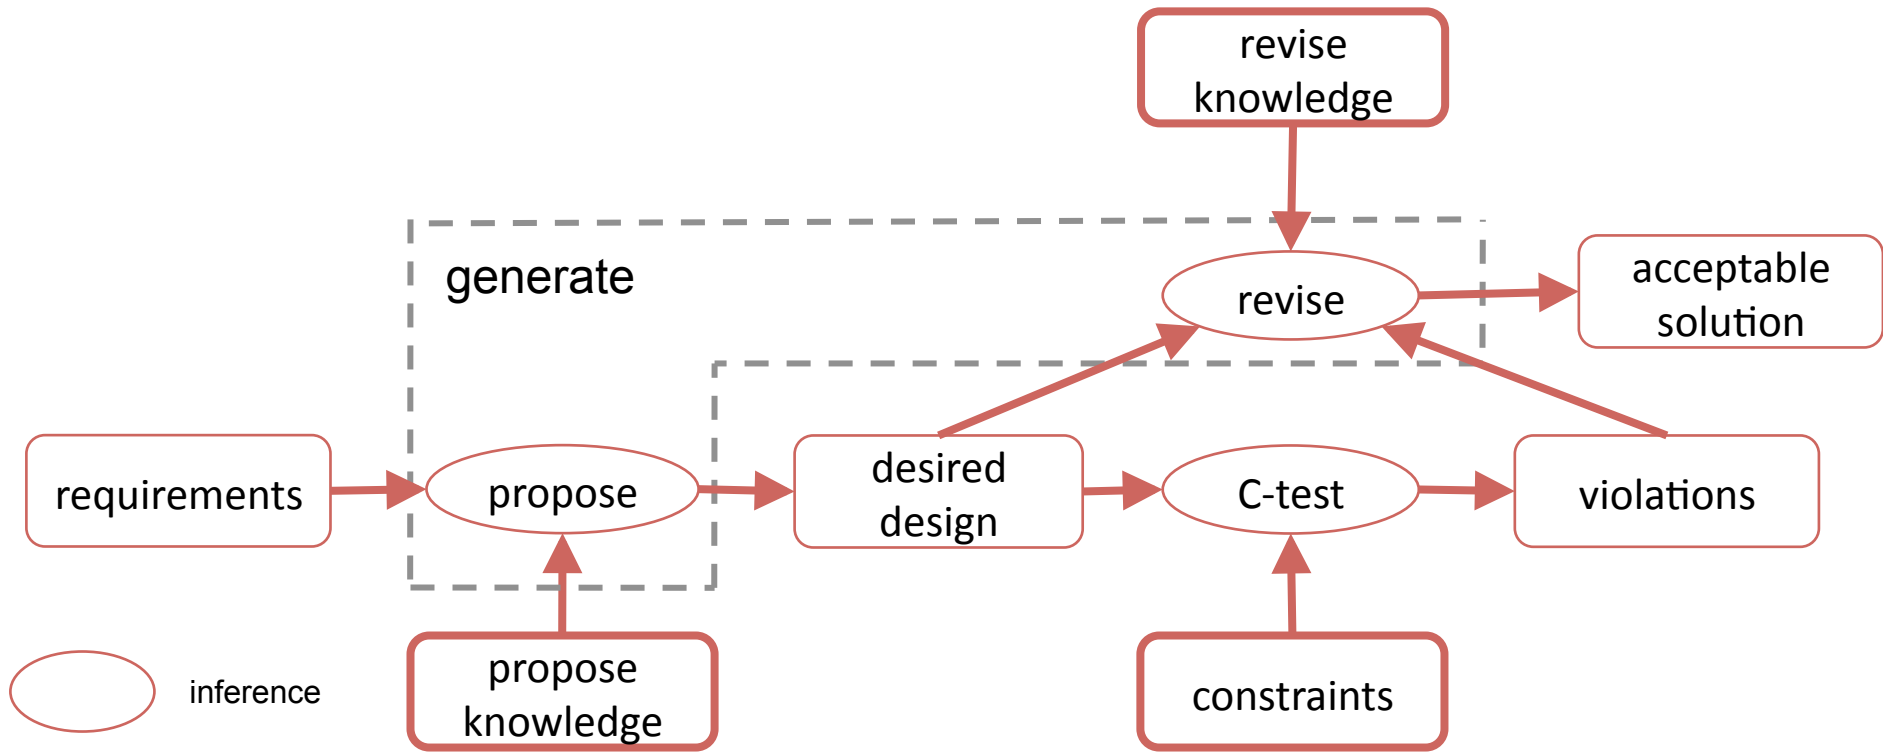 revise
knowledge
generate
revise
acceptable
solution
requirements
propose
desired
design
C-test
violations
inference
propose
knowledge
constraints